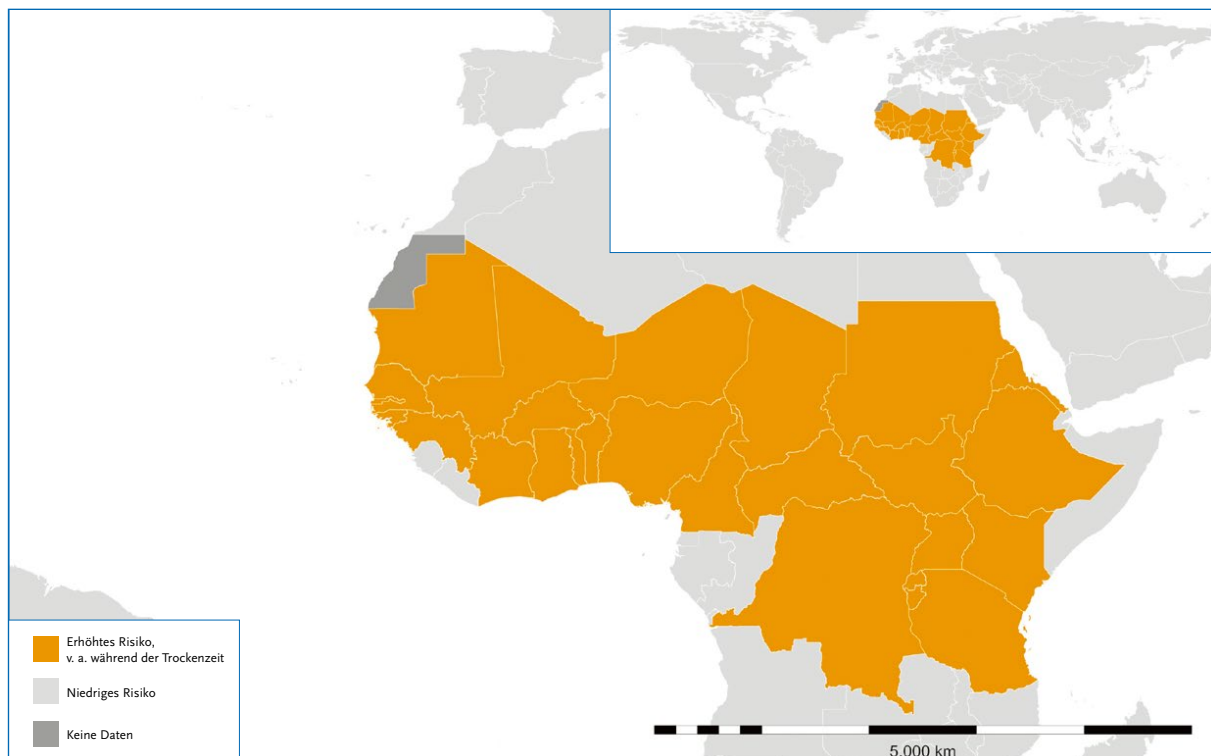 Erhöhtes Risiko,
v. a. während der Trockenzeit
Niedriges Risiko
Keine Daten
5.000 km